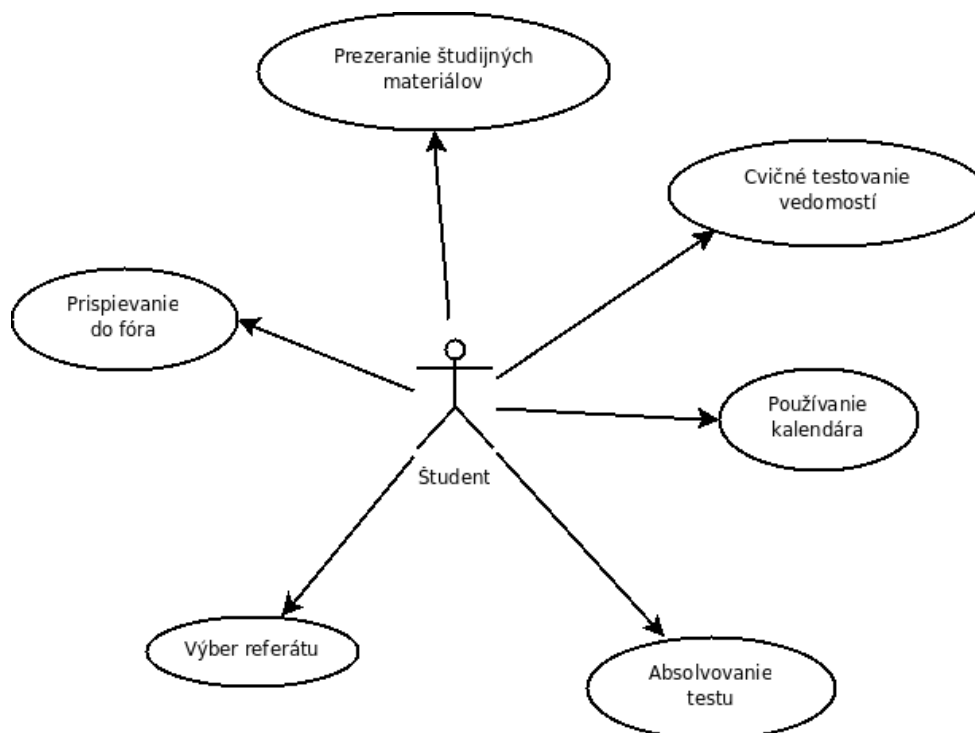 Prezeranie študijných
materiálov
Cvičné testovanie
vedomostí
Prispievanie
do fóra
Používanie
kalendára
Študent
Výber referátu
Absolvovanie
testu